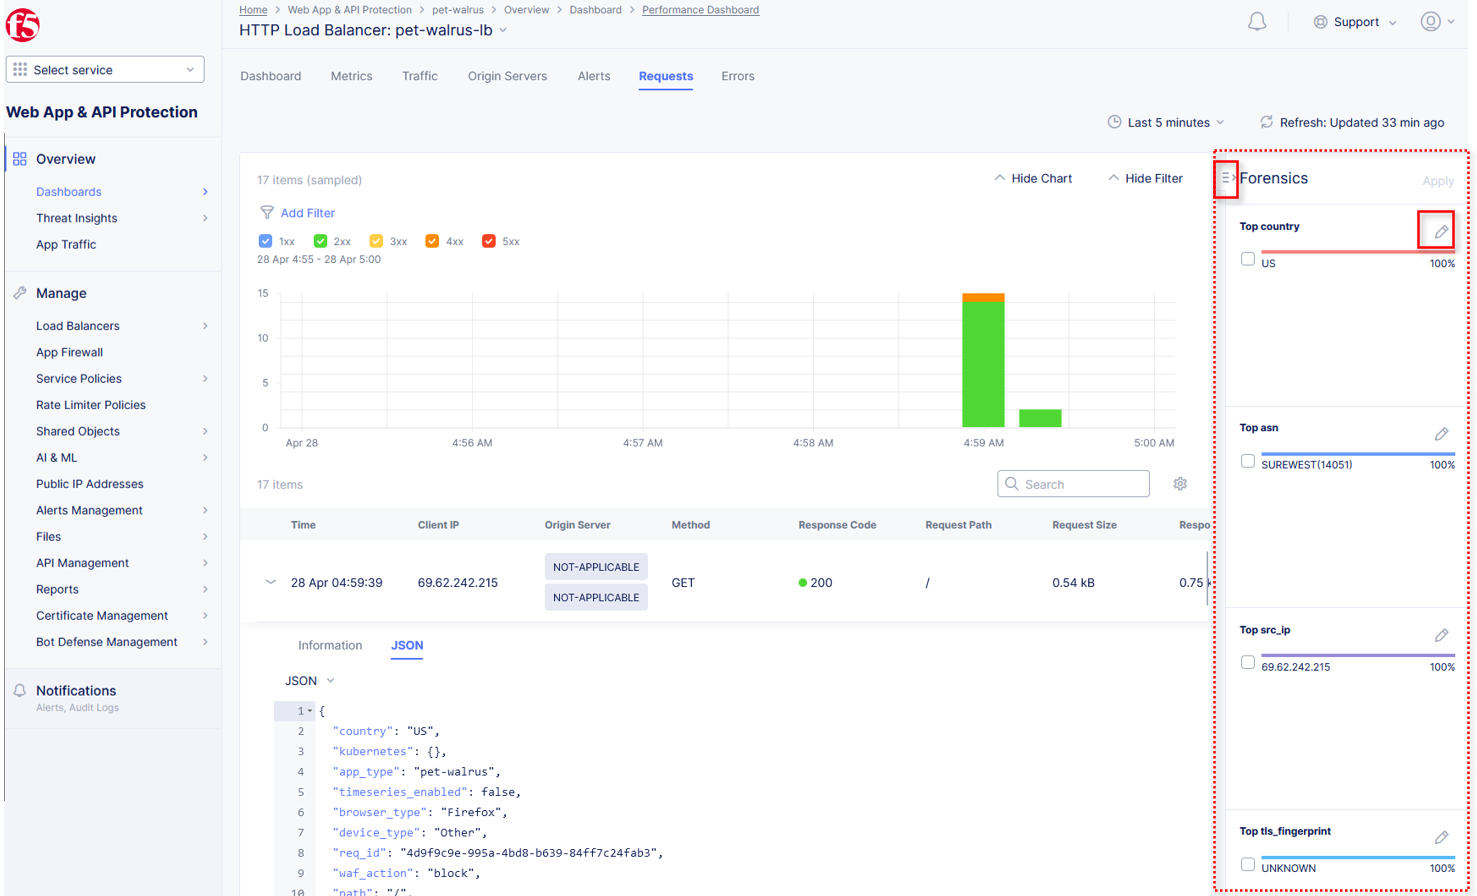 f5
Home > Web App & API Protection > pet-walrus > Overview > Dashboard > Performance Dashboard
HTTP Load Balancer: pet-walrus-lb
Support
Select service
Web App & API Protection
Overview
Dashboards
Threat Insights
App Traffic
Manage
Load Balancers
App Firewall
Service Policies
Rate Limiter Policies
Shared Objects
AI & ML
Public IP Addresses
Alerts Management
Files
API Management
Reports
Certificate Management
Bot Defense Management
Notifications
Alerts, Audit Logs
Dashboard Metrics Traffic Origin Servers Alerts Requests Errors
Last 5 minutes Refresh: Updated 33 min ago
17 items (sampled) Hide Chart Hide Filter
Add Filter
1xx 2xx 3xx 4xx 5xx
28 Apr 4:55 - 28 Apr 5:00
15
10
5
0
Apr 28 4:56 AM 4:57 AM 4:58 AM 4:59 AM 5:00 AM
17 items Search
Time Client IP Origin Server Method Response Code Request Path Request Size Respo
28 Apr 04:59:39 69.62.242.215 NOT-APPLICABLE NOT-APPLICABLE GET 200 / 0.54 kB 0.75 k
Information JSON
JSON
1 {
2 "country": "US",
3 "kubernetes": {},
4 "app_type": "pet-walrus",
5 "timeseries_enabled": false,
6 "browser_type": "Firefox",
7 "device_type": "Other",
8 "req_id": "4d9f9c9e-995a-4bd8-b639-84ff7c24fab3",
9 "waf_action": "block",
10 "path": "/",
Forensics Apply
Top country
US 100%
Top asn
SUREWEST(14051) 100%
Top src_ip
69.62.242.215 100%
Top tls_fingerprint
UNKNOWN 100%